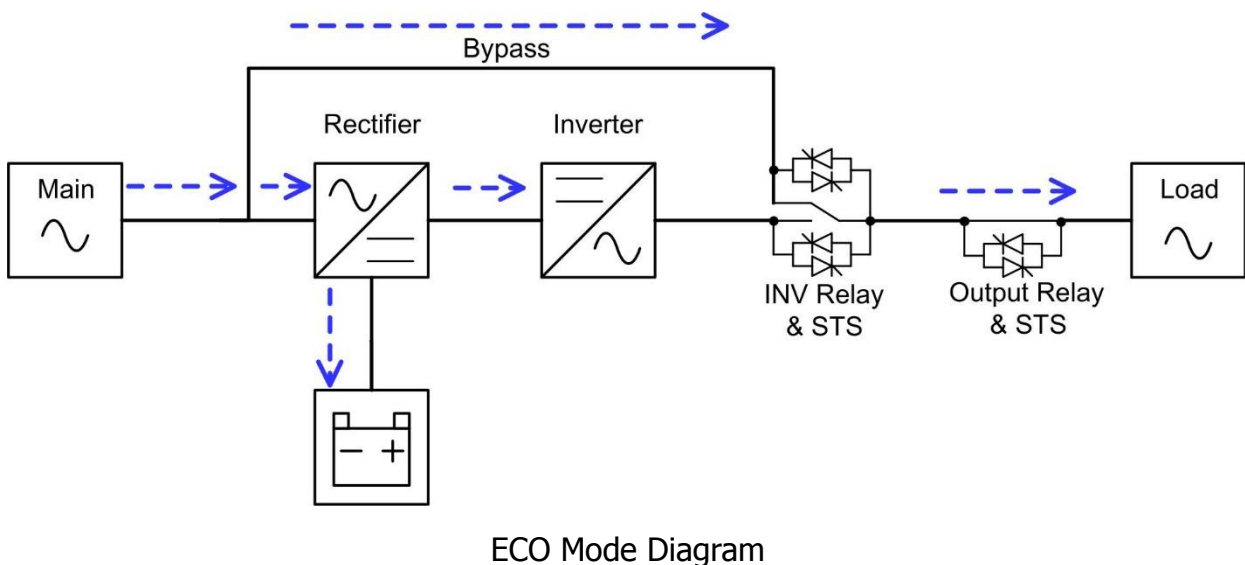 Bypass
Rectifier
Inverter
Main
Load
INV Relay
& STS
Output Relay
& STS
ECO Mode Diagram